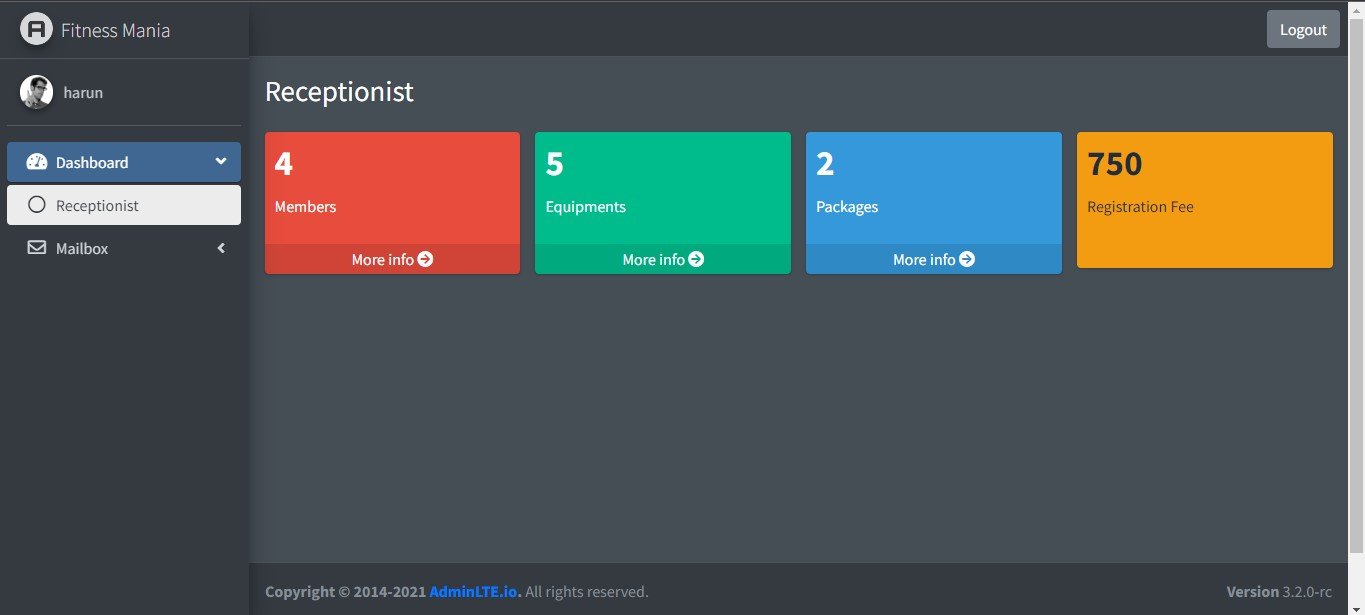 Fitness Mania
Logout
harun
Receptionist
Dashboard
Receptionist
Mailbox
4
Members
More info
5
Equipments
More info
2
Packages
More info
750
Registration Fee
Copyright © 2014-2021 AdminLTE.io. All rights reserved.
Version 3.2.0-rc